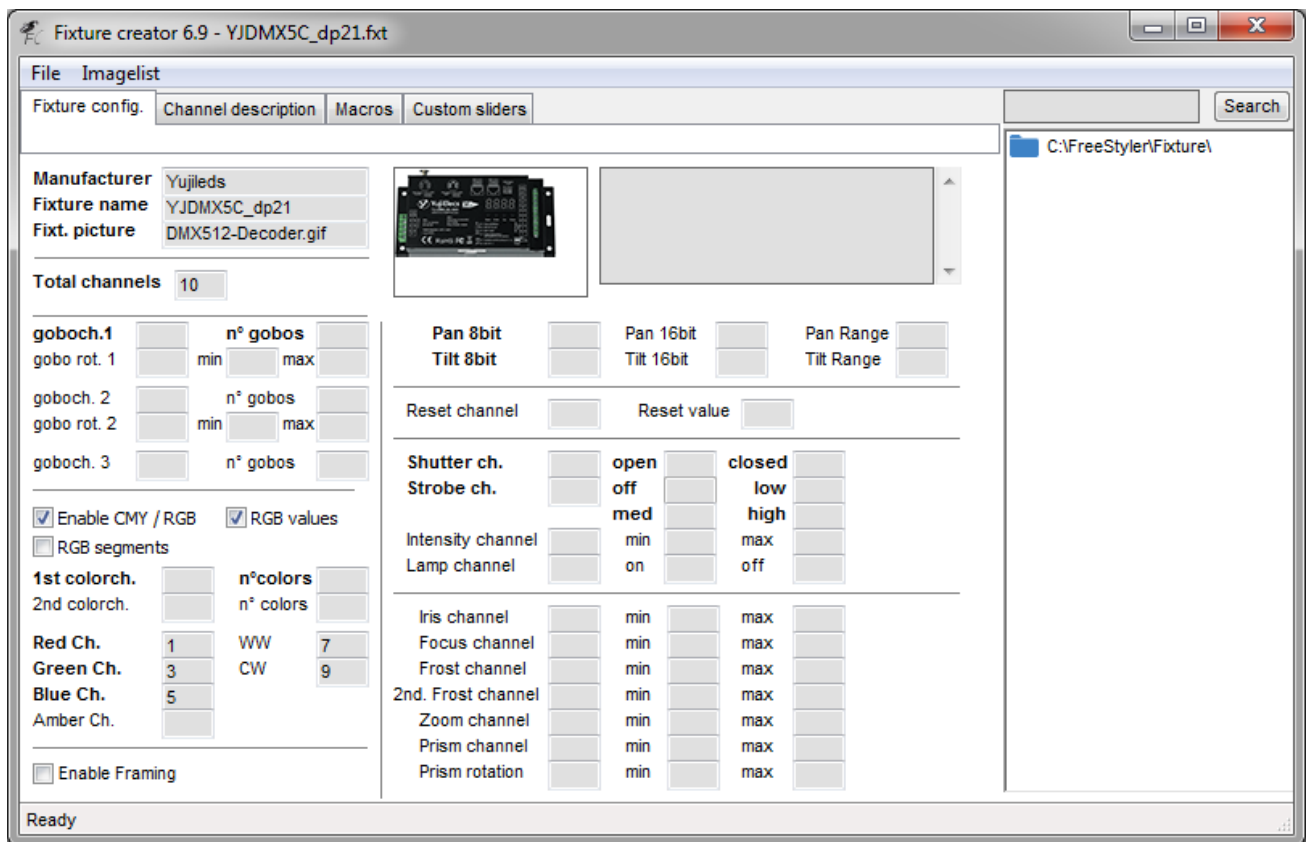 Fixture creator 6.9 - YJDMX5C_dp21.fxt
File Imagelist
Fixture config. Channel description Macros Custom sliders Search
C:\FreeStyler\Fixture\
Manufacturer Yujileds
Fixture name YJDMX5C_dp21
Fixt. picture DMX512-Decoder.gif
Total channels 10
goboch.1 n° gobos
gobo rot. 1 min max
goboch. 2 n° gobos
gobo rot. 2 min max
goboch. 3 n° gobos
Enable CMY / RGB RGB values
RGB segments
1st colorch. n°colors
2nd colorch. n° colors
Red Ch. 1 WW 7
Green Ch. 3 CW 9
Blue Ch. 5
Amber Ch.
Enable Framing
8888
Pan 8bit Pan 16bit Pan Range
Tilt 8bit Tilt 16bit Tilt Range
Reset channel Reset value
Shutter ch. open closed
Strobe ch. off low
med high
Intensity channel min max
Lamp channel on off
Iris channel min max
Focus channel min max
Frost channel min max
2nd. Frost channel min max
Zoom channel min max
Prism channel min max
Prism rotation min max
Ready